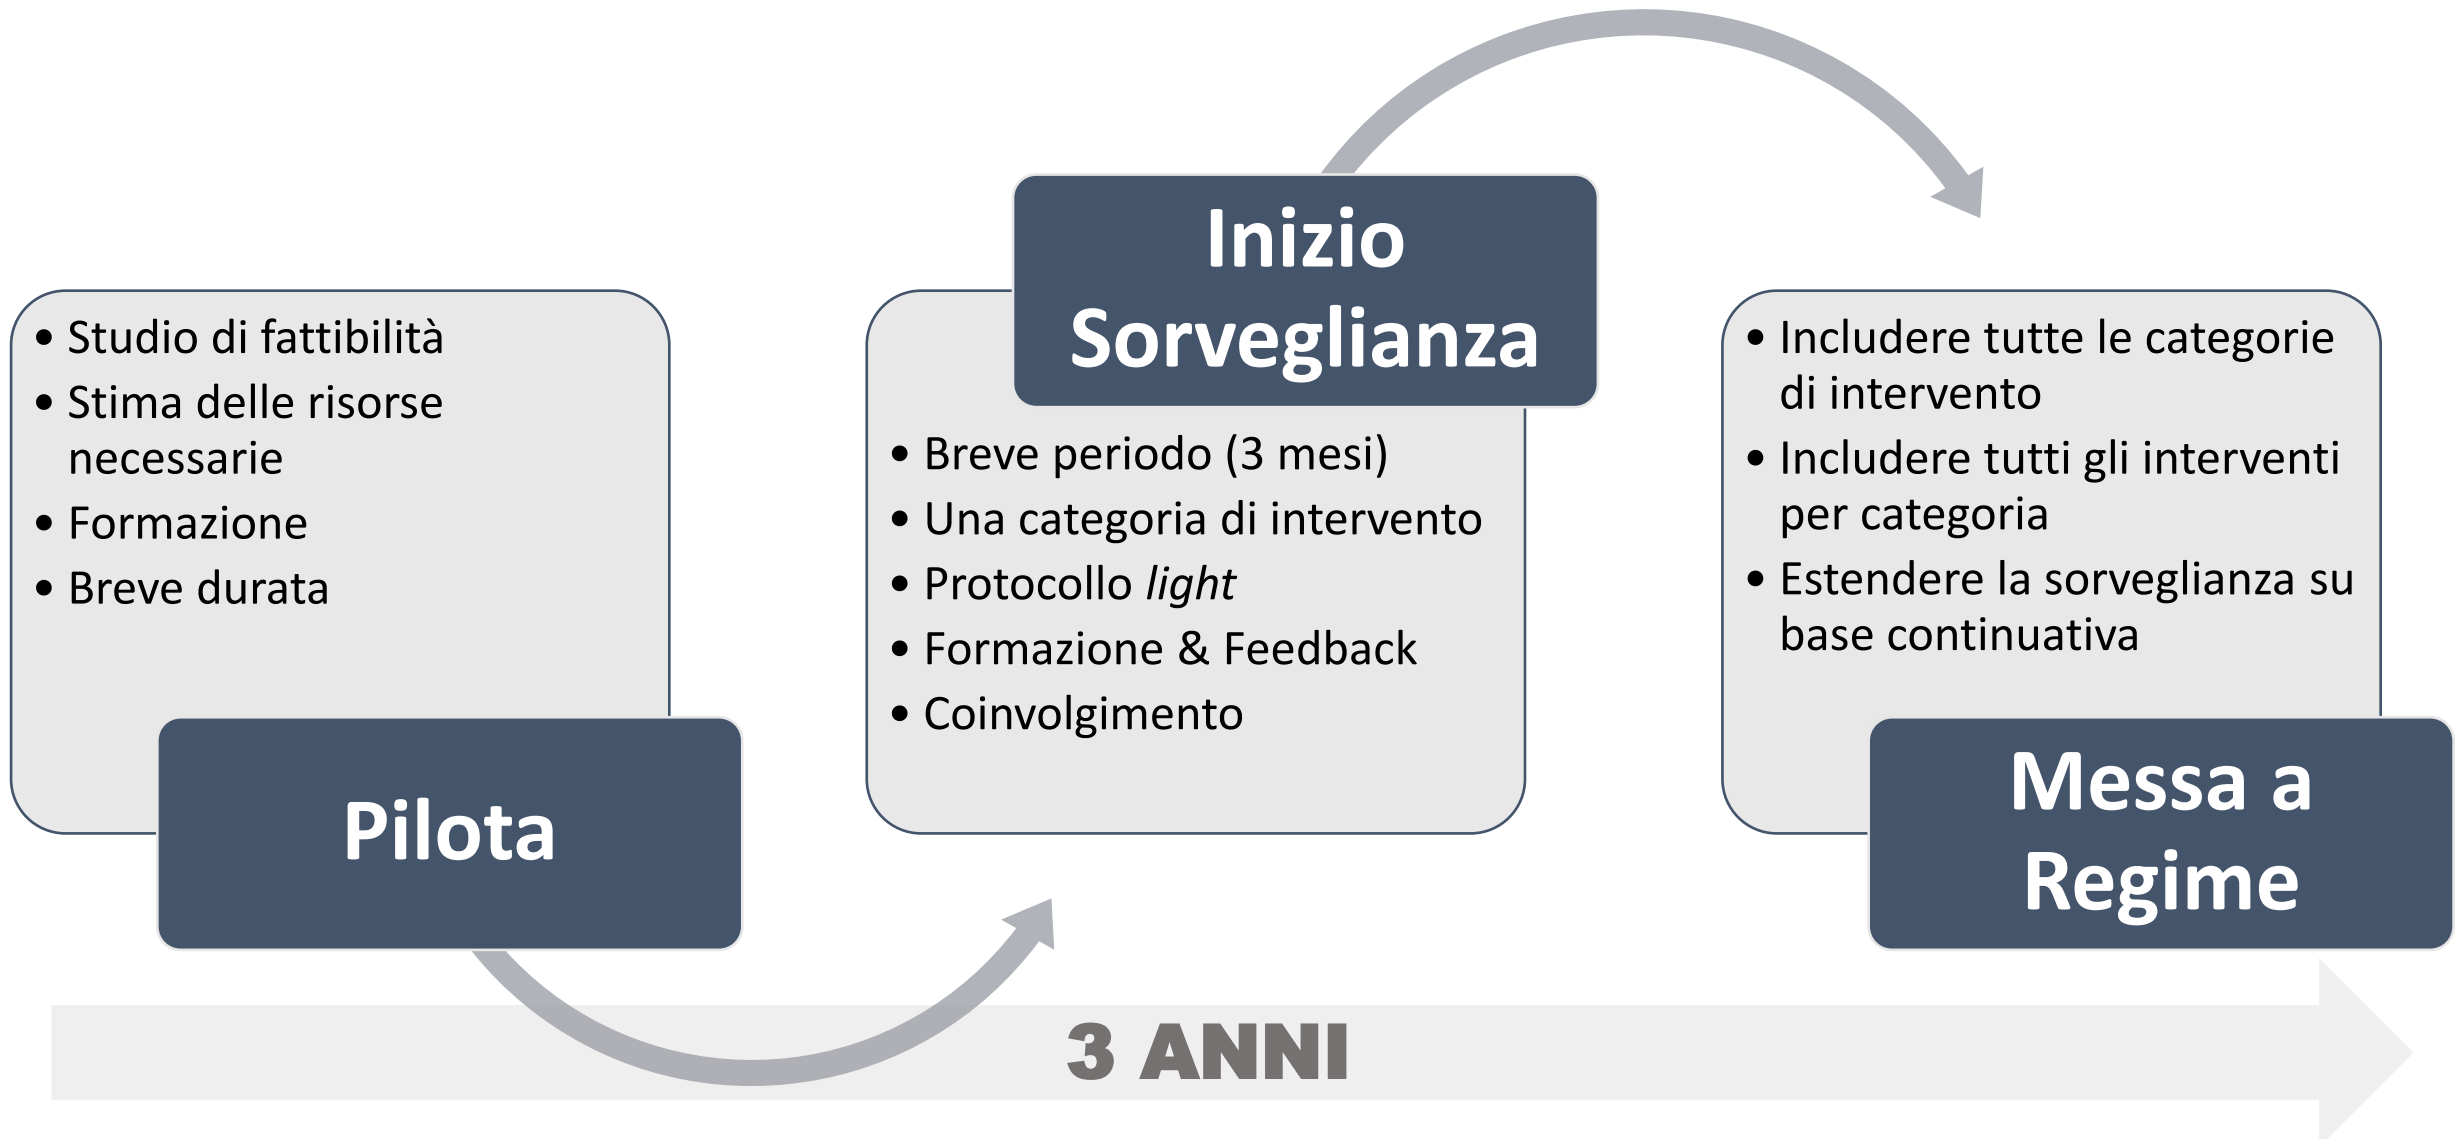 • Studio di fattibilità
• Stima delle risorse
necessarie
• Formazione
• Breve durata
Pilota
Inizio
Sorveglianza
• Breve periodo (3 mesi)
• Una categoria di intervento
• Protocollo light
• Formazione & Feedback
• Coinvolgimento
• Includere tutte le categorie
di intervento
• Includere tutti gli interventi
per categoria
• Estendere la sorveglianza su
base continuativa
Messa a
Regime
3 ANNI